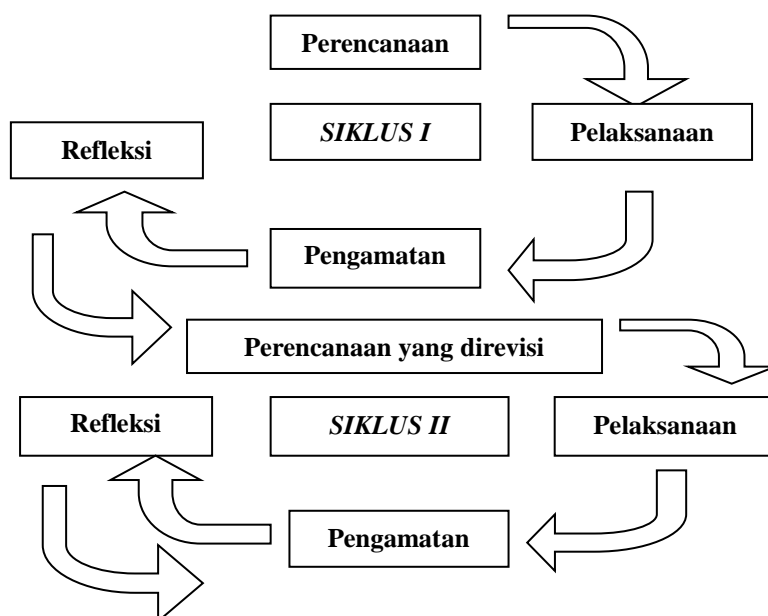 Perencanaan
SIKLUS I
Pelaksanaan
Refleksi
Pengamatan
Perencanaan yang direvisi
Refleksi
SIKLUS II
Pelaksanaan
Pengamatan